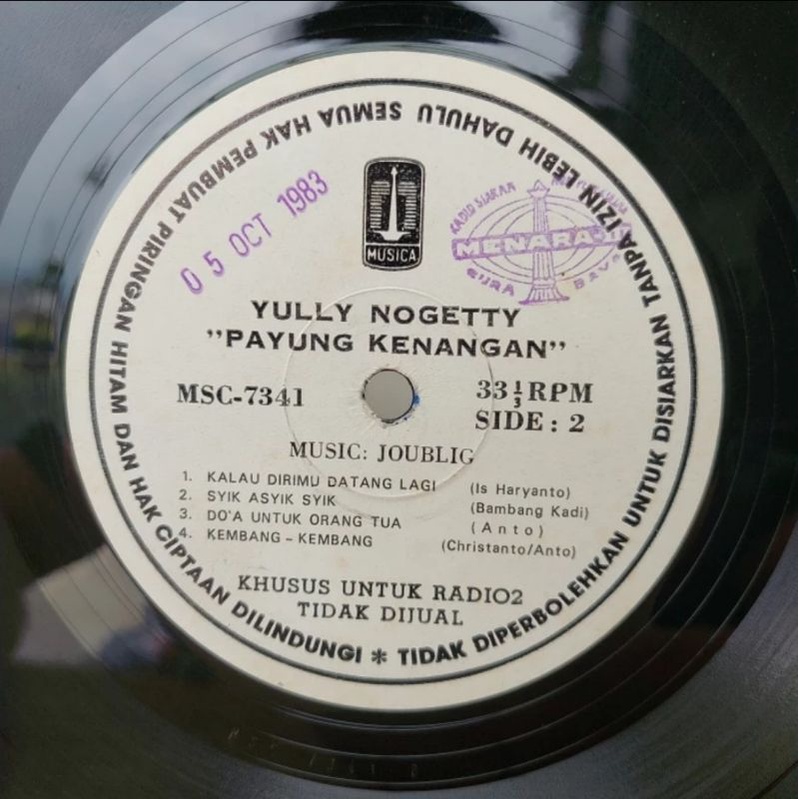 SEMUA HAK PEMBUAT PIRINGAN HITAM DAN HAK CIPTAAN DILINDUNGI * TIDAK DIPERBOLEHKAN UNTUK DISIARKAN TANPA IZIN LEBIH DAHULU
MUSICA
05 OCT 1983
RADIO SIARAN
MENARA
SURABAYA
YULLY NOGETTY
"PAYUNG KENANGAN"
MSC-7341
33 1/3 RPM
SIDE : 2
MUSIC: JOUBLIG
1. KALAU DIRIMU DATANG LAGI (Is Haryanto)
2. SYIK ASYIK SYIK (Bambang Kadi)
3. DO'A UNTUK ORANG TUA (Anto)
4. KEMBANG - KEMBANG (Christanto/Anto)
KHUSUS UNTUK RADIO2
TIDAK DIJUAL